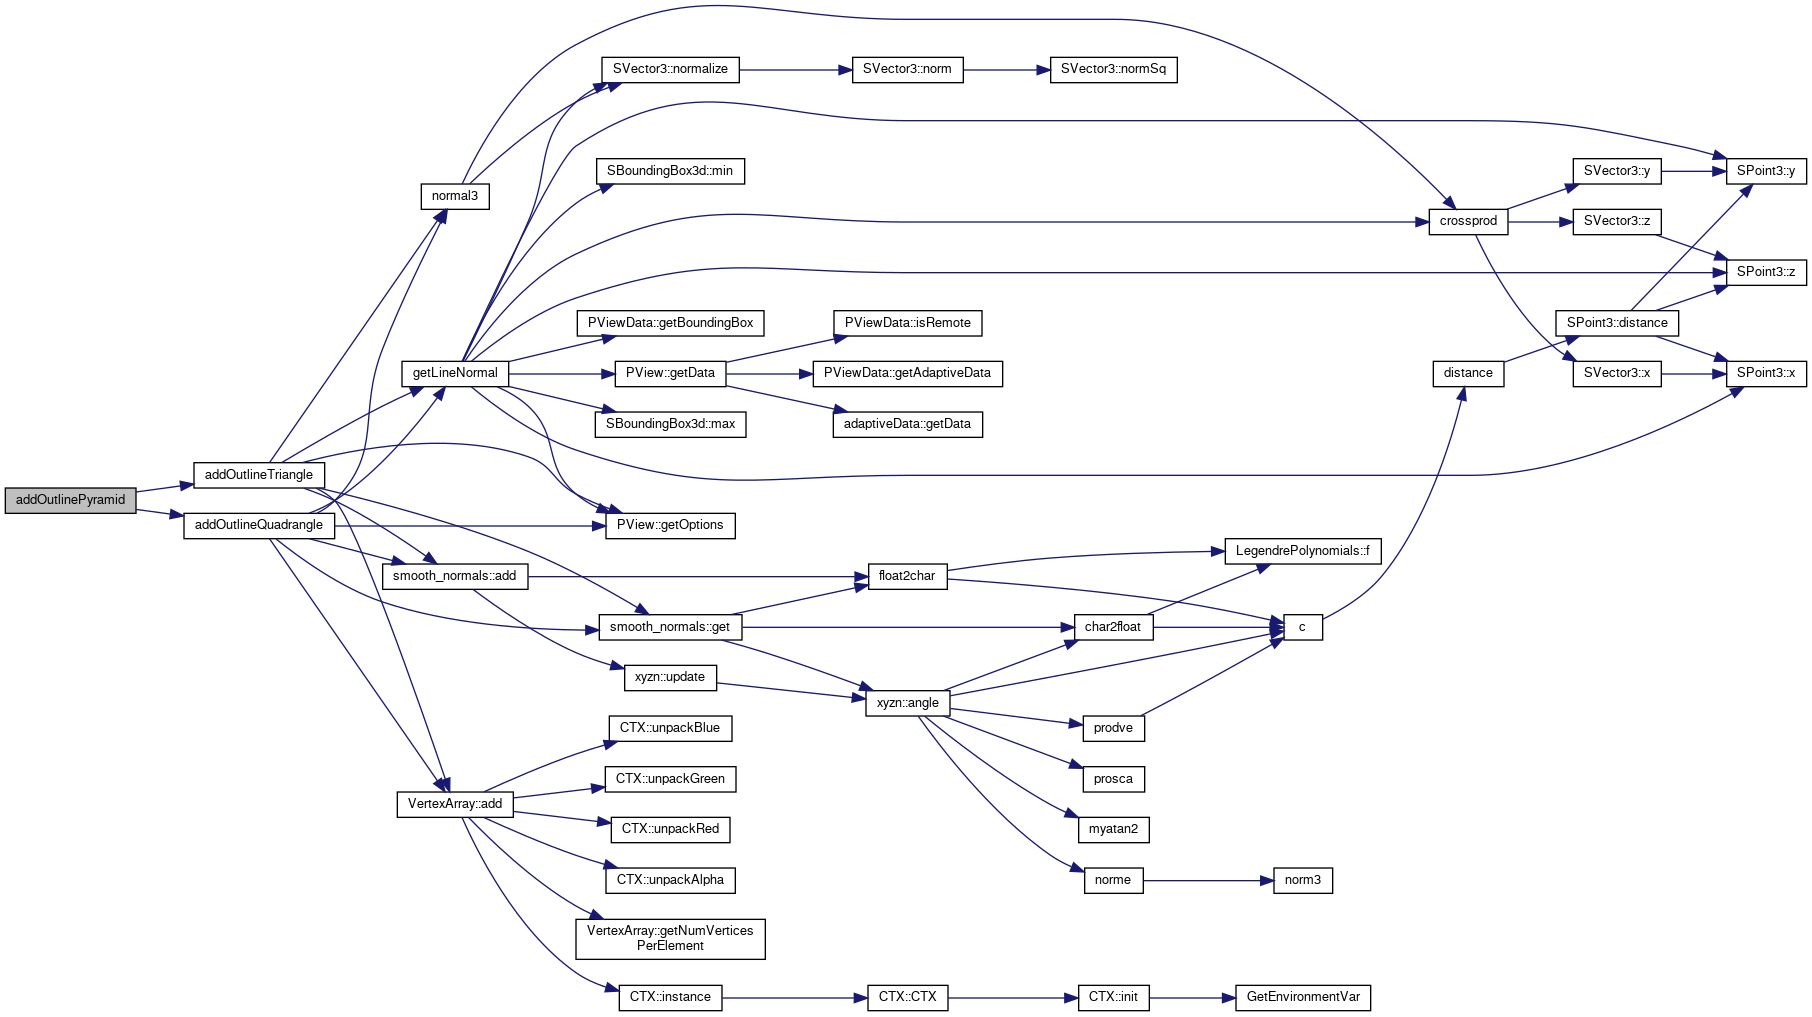 SVector3::normalize
SVector3::norm
SVector3::normSq
SBoundingBox3d::min
SVector3::y
SPoint3::y
normal3
crossprod
SVector3::z
SPoint3::z
PViewData::getBoundingBox
PViewData::isRemote
SPoint3::distance
getLineNormal
PView::getData
PViewData::getAdaptiveData
distance
SVector3::x
SPoint3::x
SBoundingBox3d::max
adaptiveData::getData
addOutlineTriangle
addOutlinePyramid
addOutlineQuadrangle
PView::getOptions
LegendrePolynomials::f
smooth_normals::add
float2char
smooth_normals::get
char2float
c
xyzn::update
xyzn::angle
CTX::unpackBlue
prodve
CTX::unpackGreen
prosca
VertexArray::add
CTX::unpackRed
myatan2
CTX::unpackAlpha
norme
norm3
VertexArray::getNumVertices
PerElement
CTX::instance
CTX::CTX
CTX::init
GetEnvironmentVar